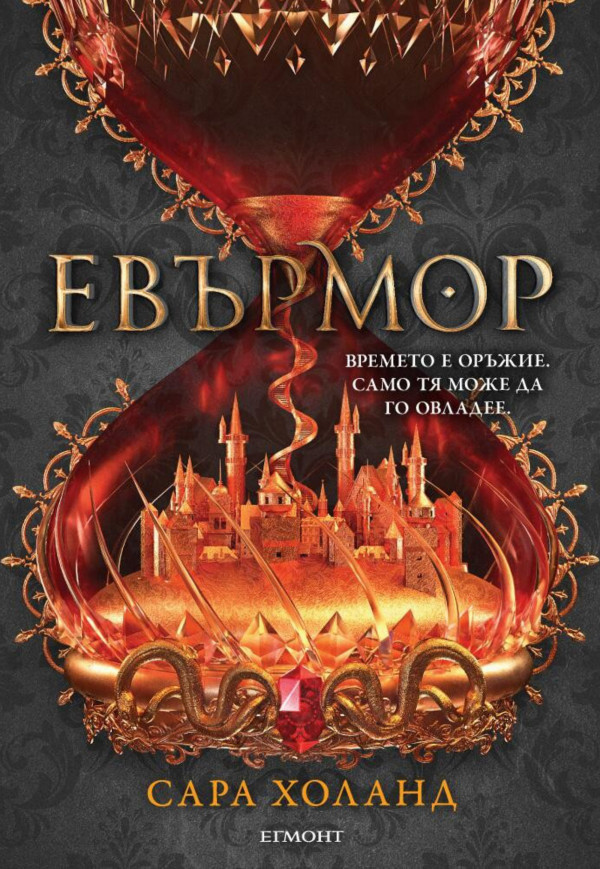 ЕВЪРМОР
ВРЕМЕТО Е ОРЪЖИЕ.
САМО ТЯ МОЖЕ ДА
ГО ОВЛАДЕЕ.
САРА ХОЛАНД
ЕГМОНТ